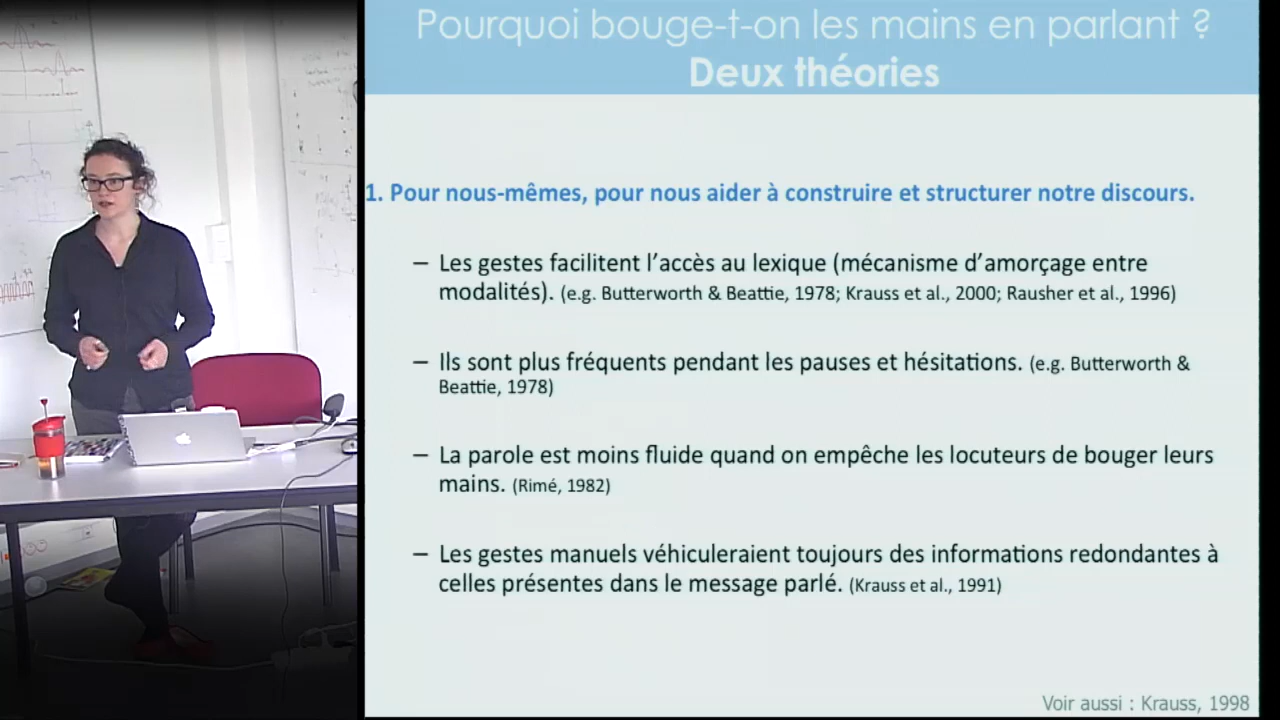 Pourquoi bouge-t-on les mains en parlant ?
Deux théories
1. Pour nous-mêmes, pour nous aider à construire et structurer notre discours.
– Les gestes facilitent l’accès au lexique (mécanisme d’amorçage entre
modalités). (e.g. Butterworth & Beattie, 1978; Krauss et al., 2000; Rausher et al., 1996)
– Ils sont plus fréquents pendant les pauses et hésitations. (e.g. Butterworth &
Beattie, 1978)
– La parole est moins fluide quand on empêche les locuteurs de bouger leurs
mains. (Rimé, 1982)
– Les gestes manuels véhiculeraient toujours des informations redondantes à
celles présentes dans le message parlé. (Krauss et al., 1991)
Voir aussi : Krauss, 1998